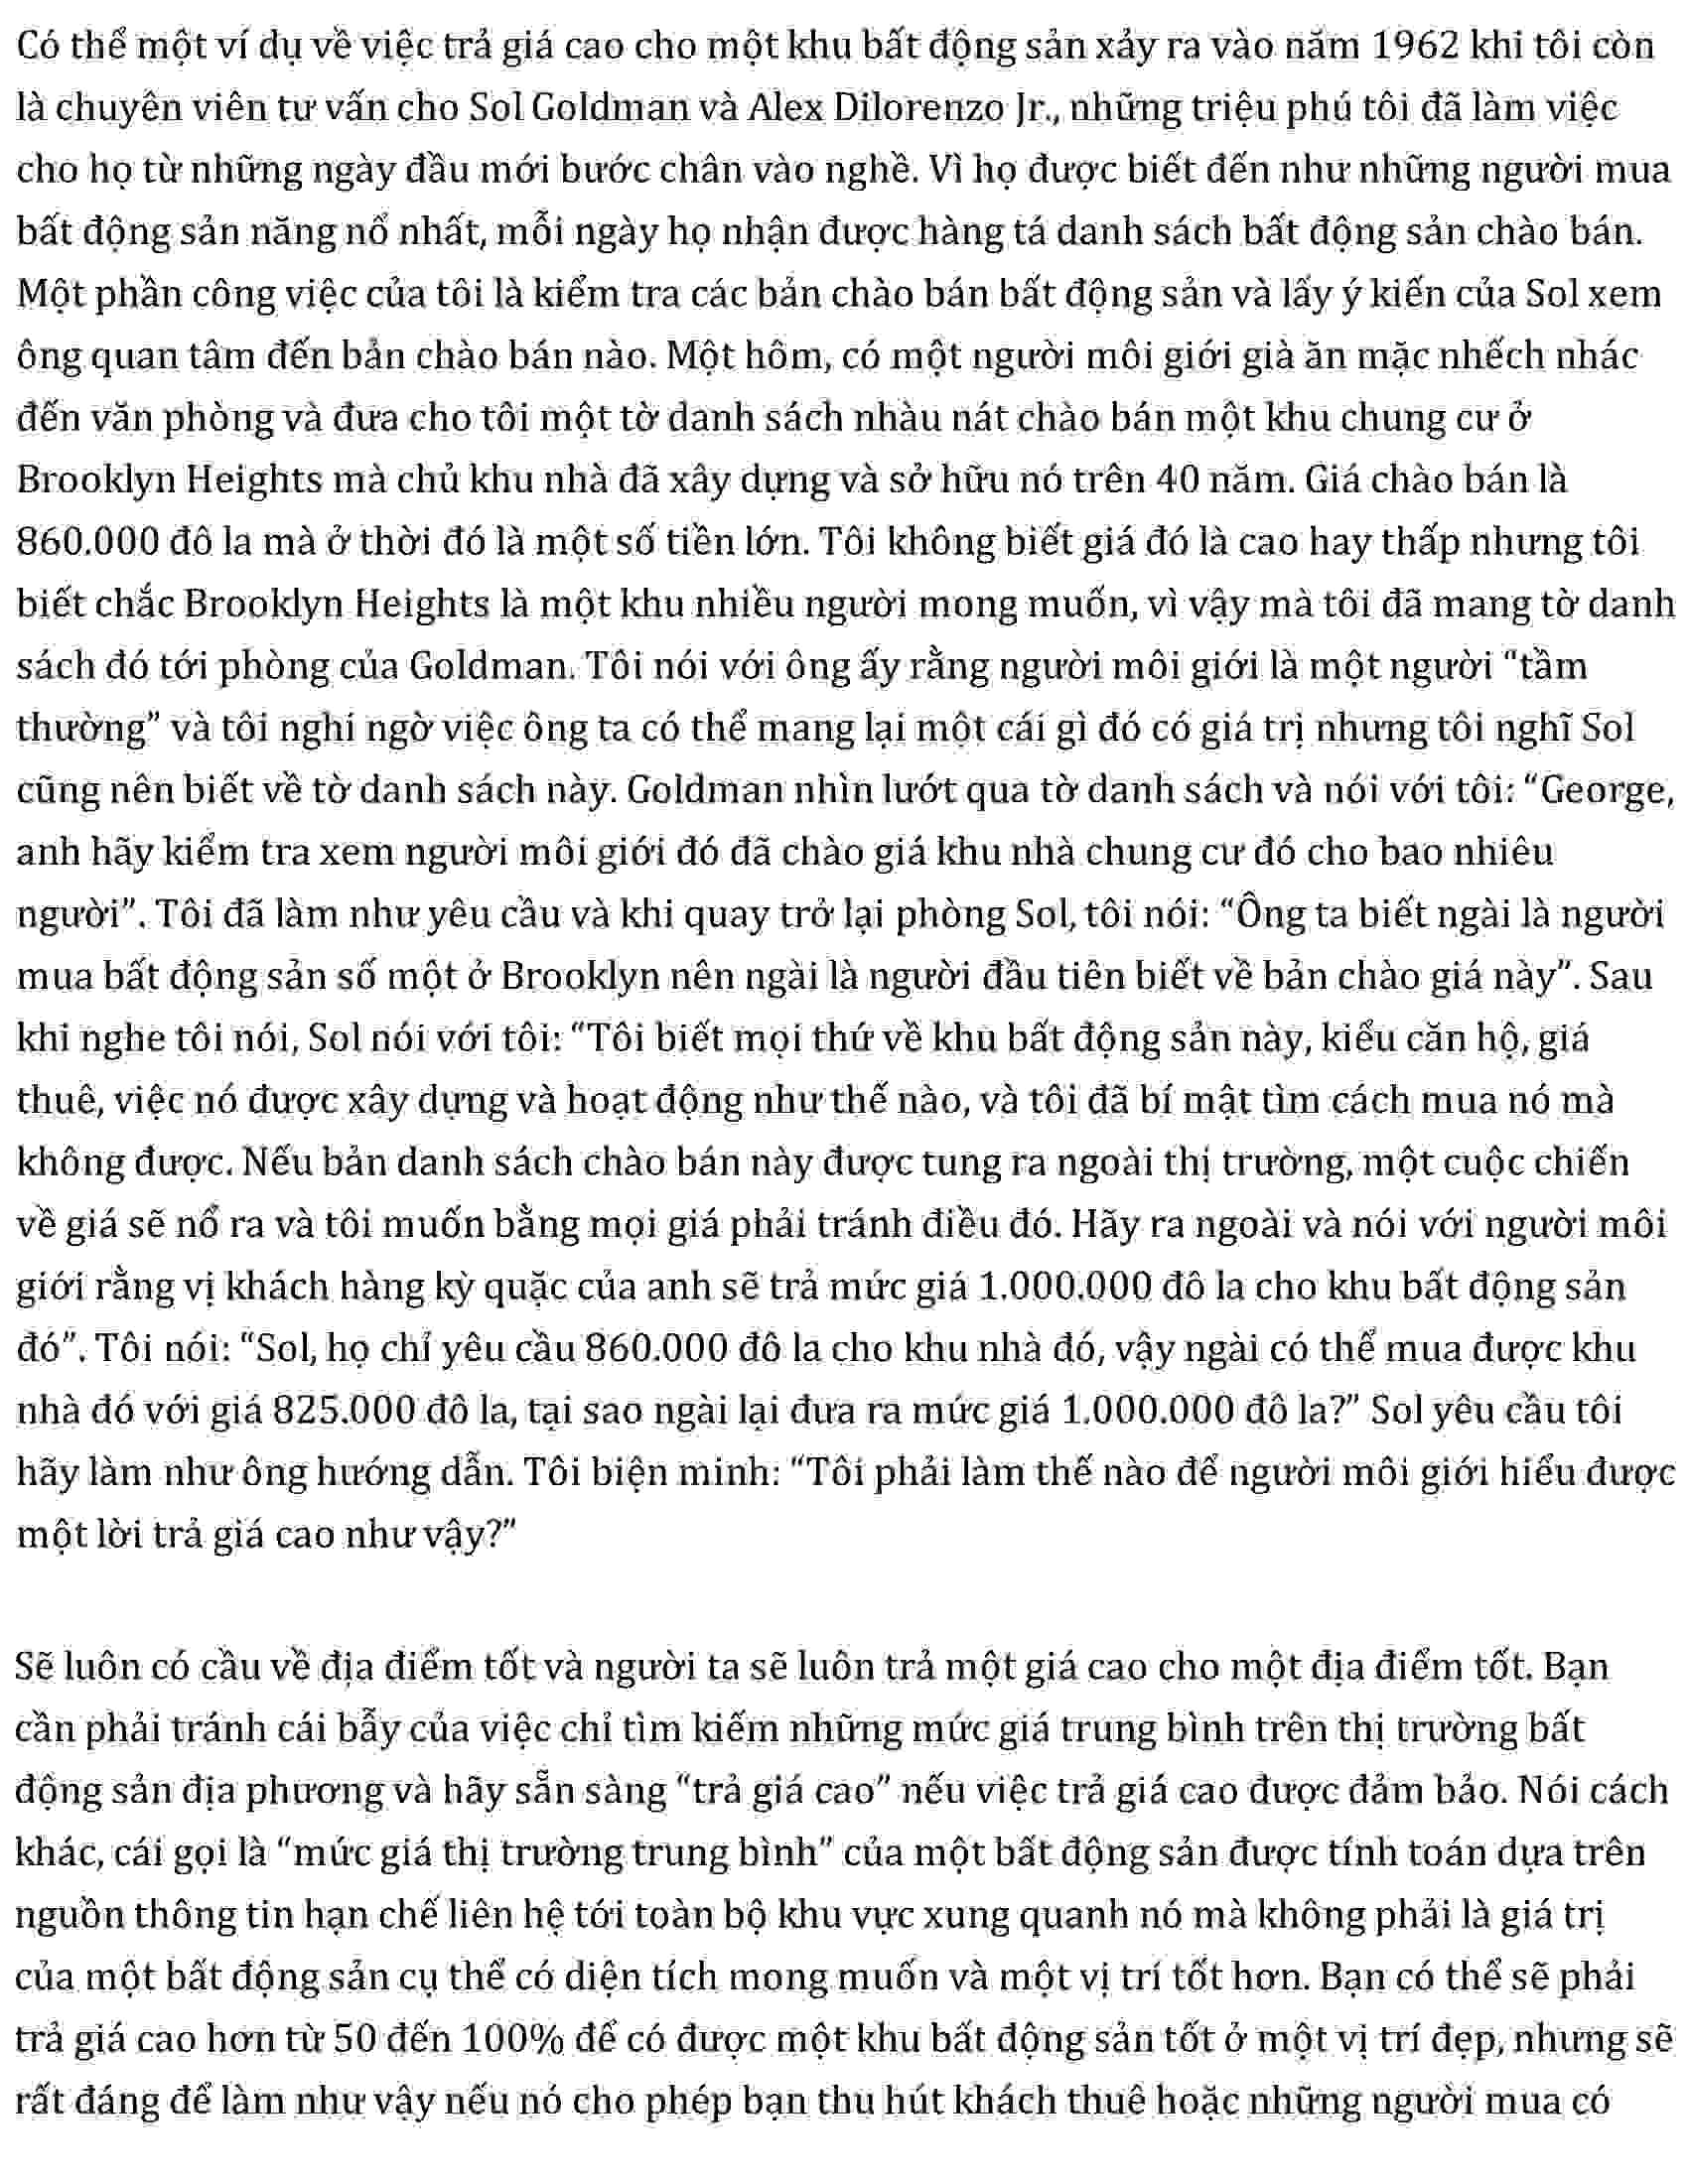 Có thể một ví dụ về việc trả giá cao cho một khu bất động sản xảy ra vào năm 1962 khi tôi còn
là chuyên viên tư vấn cho Sol Goldman và Alex Dilorenzo Jr., những triệu phú tôi đã làm việc
cho họ từ những ngày đầu mới bước chân vào nghề. Vì họ được biết đến như những người mua
bất động sản năng nổ nhất, mỗi ngày họ nhận được hàng tá danh sách bất động sản chào bán.
Một phần công việc của tôi là kiểm tra các bản chào bán bất động sản và lấy ý kiến của Sol xem
ông quan tâm đến bản chào bán nào. Một hôm, có một người môi giới già ăn mặc nhếch nhác
đến văn phòng và đưa cho tôi một tờ danh sách nhàu nát chào bán một khu chung cư ở
Brooklyn Heights mà chủ khu nhà đã xây dựng và sở hữu nó trên 40 năm. Giá chào bán là
860.000 đô la mà ở thời đó là một số tiền lớn. Tôi không biết giá đó là cao hay thấp nhưng tôi
biết chắc Brooklyn Heights là một khu nhiều người mong muốn, vì vậy mà tôi đã mang tờ danh
sách đó tới phòng của Goldman. Tôi nói với ông ấy rằng người môi giới là một người “tầm
thường” và tôi nghi ngờ việc ông ta có thể mang lại một cái gì đó có giá trị nhưng tôi nghĩ Sol
cũng nên biết về tờ danh sách này. Goldman nhìn lướt qua tờ danh sách và nói với tôi: “George,
anh hãy kiểm tra xem người môi giới đó đã chào giá khu nhà chung cư đó cho bao nhiêu
người”. Tôi đã làm như yêu cầu và khi quay trở lại phòng Sol, tôi nói: “Ông ta biết ngài là người
mua bất động sản số một ở Brooklyn nên ngài là người đầu tiên biết về bản chào giá này”. Sau
khi nghe tôi nói, Sol nói với tôi: “Tôi biết mọi thứ về khu bất động sản này, kiểu căn hộ, giá
thuê, việc nó được xây dựng và hoạt động như thế nào, và tôi đã bí mật tìm cách mua nó mà
không được. Nếu bản danh sách chào bán này được tung ra ngoài thị trường, một cuộc chiến
về giá sẽ nổ ra và tôi muốn bằng mọi giá phải tránh điều đó. Hãy ra ngoài và nói với người môi
giới rằng vị khách hàng kỳ quặc của anh sẽ trả mức giá 1.000.000 đô la cho khu bất động sản
đó”. Tôi nói: “Sol, họ chỉ yêu cầu 860.000 đô la cho khu nhà đó, vậy ngài có thể mua được khu
nhà đó với giá 825.000 đô la, tại sao ngài lại đưa ra mức giá 1.000.000 đô la?” Sol yêu cầu tôi
hãy làm như ông hướng dẫn. Tôi biện minh: “Tôi phải làm thế nào để người môi giới hiểu được
một lời trả giá cao như vậy?”
Sẽ luôn có cầu về địa điểm tốt và người ta sẽ luôn trả một giá cao cho một địa điểm tốt. Bạn
cần phải tránh cái bẫy của việc chỉ tìm kiếm những mức giá trung bình trên thị trường bất
động sản địa phương và hãy sẵn sàng “trả giá cao” nếu việc trả giá cao được đảm bảo. Nói cách
khác, cái gọi là “mức giá thị trường trung bình” của một bất động sản được tính toán dựa trên
nguồn thông tin hạn chế liên hệ tới toàn bộ khu vực xung quanh nó mà không phải là giá trị
của một bất động sản cụ thể có diện tích mong muốn và một vị trí tốt hơn. Bạn có thể sẽ phải
trả giá cao hơn từ 50 đến 100% để có được một khu bất động sản tốt ở một vị trí đẹp, nhưng sẽ
rất đáng để làm như vậy nếu nó cho phép bạn thu hút khách thuê hoặc những người mua có